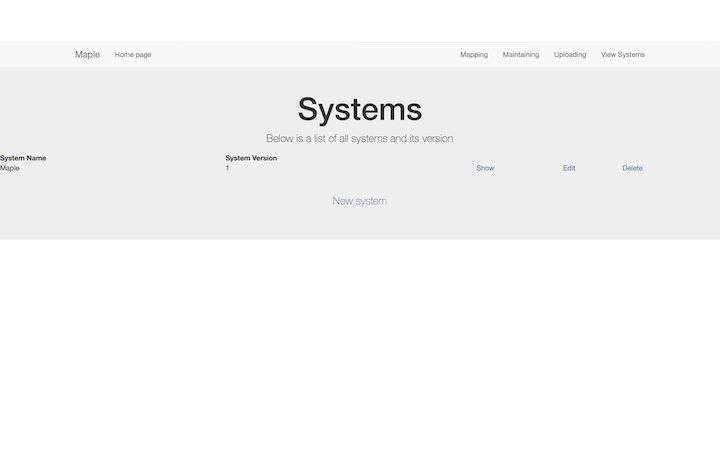 Maple Home page Mapping Maintaining Uploading View Systems
Systems
Below is a list of all systems and its version
System Name System Version
Maple 1 Show Edit Delete
New system